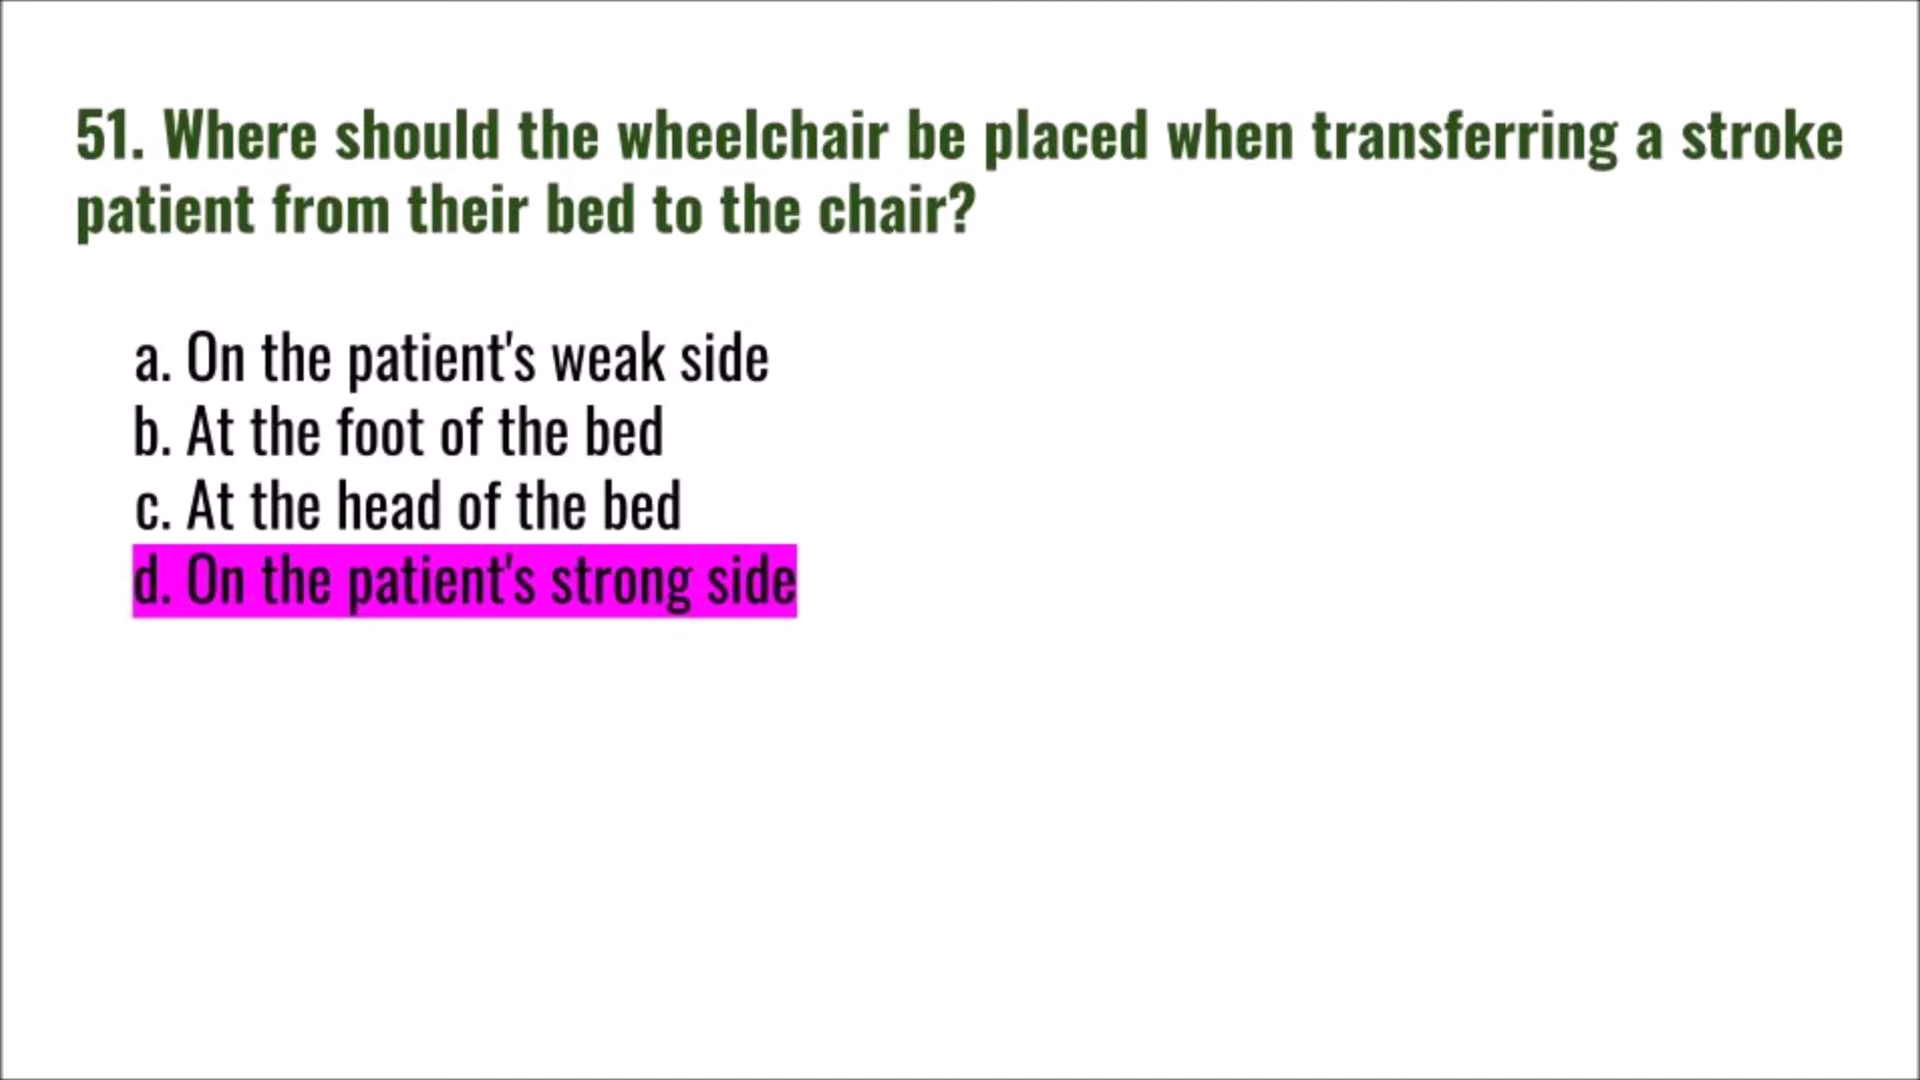 51. Where should the wheelchair be placed when transferring a stroke
patient from their bed to the chair?
a. On the patient's weak side
b. At the foot of the bed
c. At the head of the bed
d. On the patient's strong side